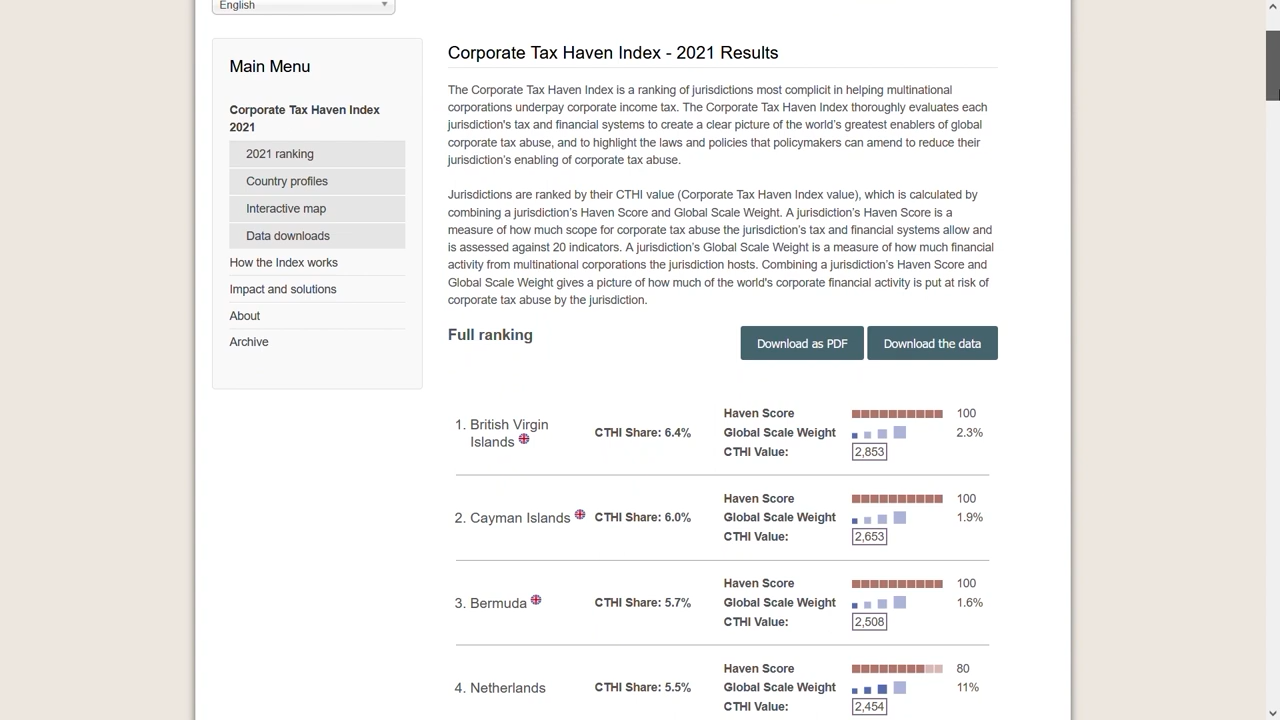 English
Main Menu
Corporate Tax Haven Index
2021
2021 ranking
Country profiles
Interactive map
Data downloads
How the Index works
Impact and solutions
About
Archive
Corporate Tax Haven Index - 2021 Results
The Corporate Tax Haven Index is a ranking of jurisdictions most complicit in helping multinational
corporations underpay corporate income tax. The Corporate Tax Haven Index thoroughly evaluates each
jurisdiction's tax and financial systems to create a clear picture of the world's greatest enablers of global
corporate tax abuse, and to highlight the laws and policies that policymakers can amend to reduce their
jurisdiction's enabling of corporate tax abuse.
Jurisdictions are ranked by their CTHI value (Corporate Tax Haven Index value), which is calculated by
combining a jurisdiction's Haven Score and Global Scale Weight. A jurisdiction's Haven Score is a
measure of how much scope for corporate tax abuse the jurisdiction's tax and financial systems allow and
is assessed against 20 indicators. A jurisdiction's Global Scale Weight is a measure of how much financial
activity from multinational corporations the jurisdiction hosts. Combining a jurisdiction's Haven Score and
Global Scale Weight gives a picture of how much of the world's corporate financial activity is put at risk of
corporate tax abuse by the jurisdiction.
Full ranking
Download as PDF
Download the data
1. British Virgin
Islands
CTHI Share: 6.4%
Haven Score 100
Global Scale Weight 2.3%
CTHI Value: 2,853
2. Cayman Islands
CTHI Share: 6.0%
Haven Score 100
Global Scale Weight 1.9%
CTHI Value: 2,653
3. Bermuda
CTHI Share: 5.7%
Haven Score 100
Global Scale Weight 1.6%
CTHI Value: 2,508
4. Netherlands
CTHI Share: 5.5%
Haven Score 80
Global Scale Weight 11%
CTHI Value: 2,454